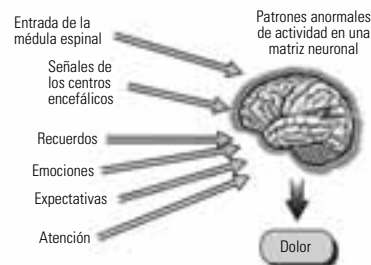 Entrada de la
médula espinal
Señales de
los centros
encefálicos
Recuerdos
Emociones
Expectativas
Atención
Patrones anormales
de actividad en una
matriz neuronal
Dolor